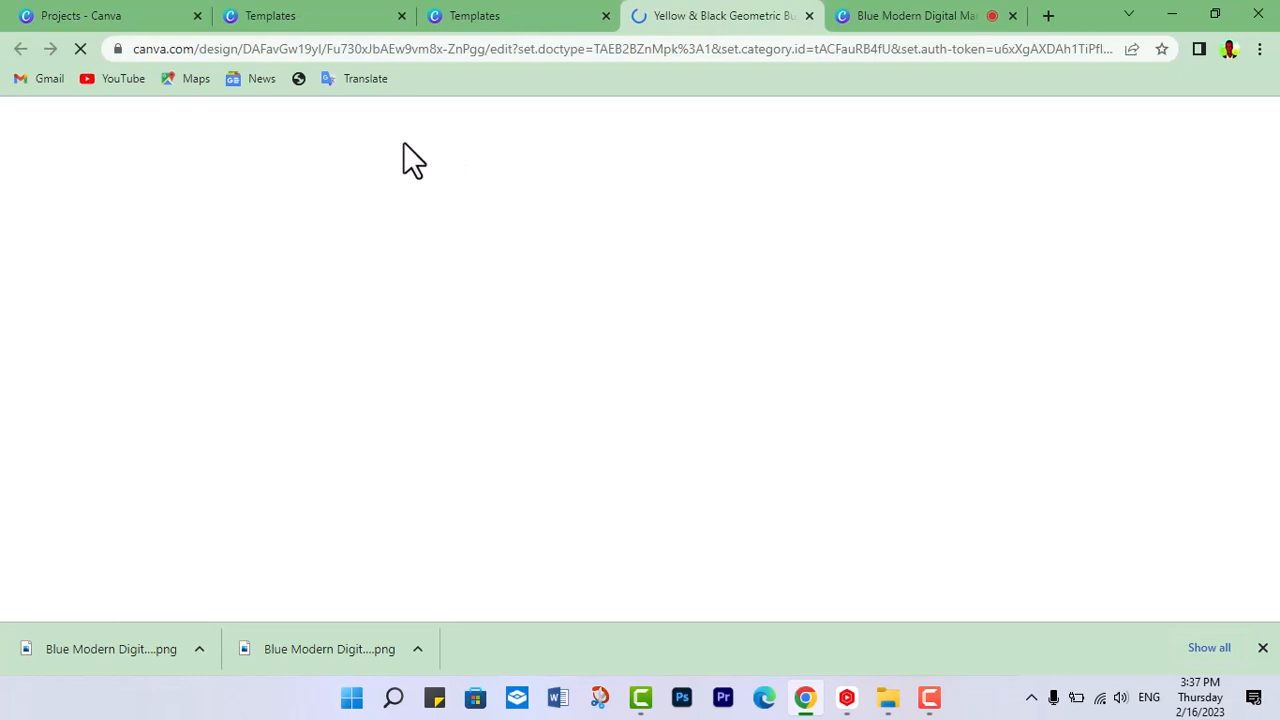 Projects - Canva
Templates
Templates
Yellow & Black Geometric Bu
Blue Modern Digital Ma
canva.com/design/DAFavGw19yI/Fu730xJbAEw9vm8x-ZnPgg/edit?set.doctype=TAEB2BZnMpk%3A1&set.category.id=tACFauRB4fU&set.auth-token=u6xXgAXDAh1TiPfl...
Gmail
YouTube
Maps
News
Translate
Blue Modern Digit....png
Blue Modern Digit....png
Show all
ENG
3:37 PM
Thursday
2/16/2023